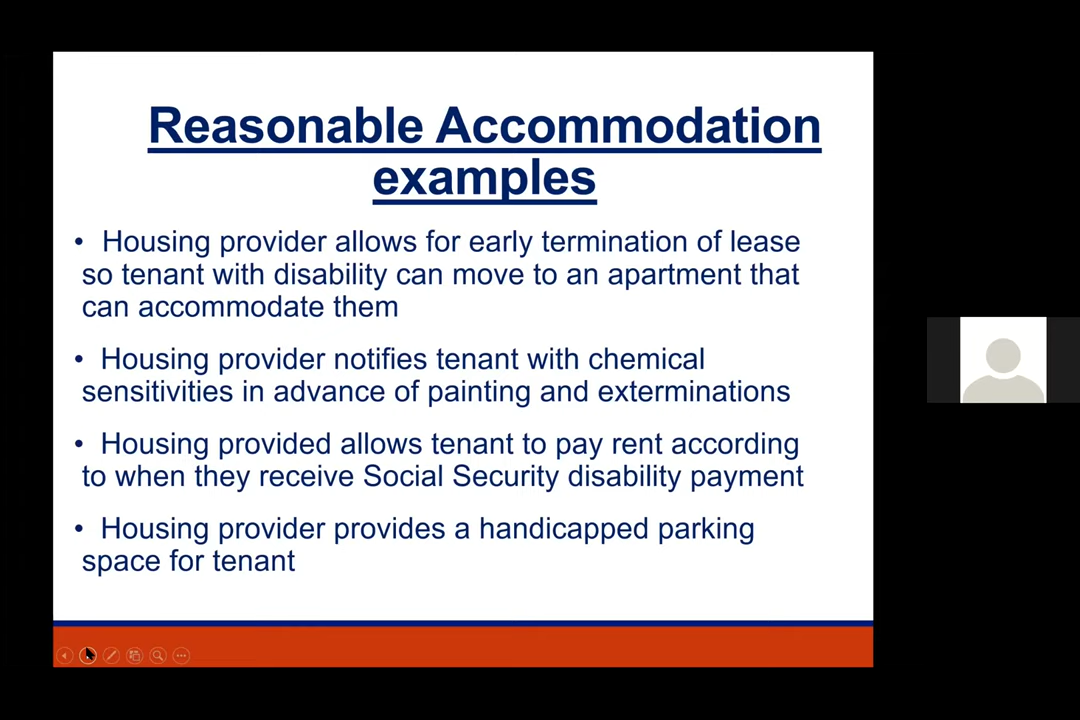 Reasonable Accommodation
examples
• Housing provider allows for early termination of lease
so tenant with disability can move to an apartment that
can accommodate them
• Housing provider notifies tenant with chemical
sensitivities in advance of painting and exterminations
• Housing provided allows tenant to pay rent according
to when they receive Social Security disability payment
• Housing provider provides a handicapped parking
space for tenant